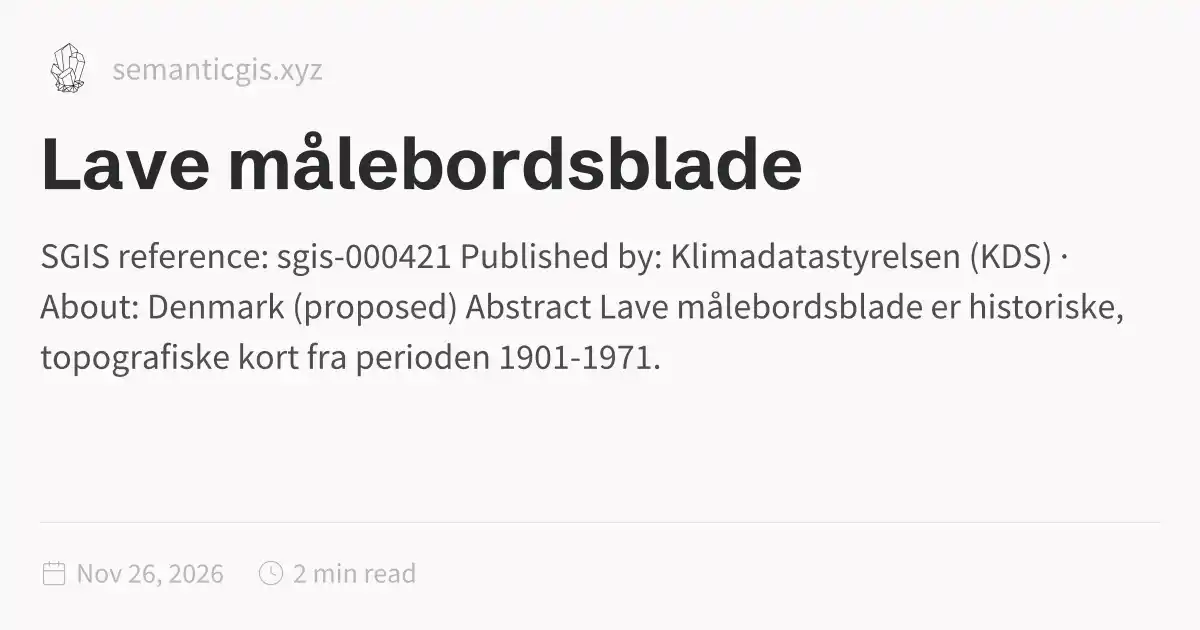 semanticgis.xyz
Lave målebordsblade
SGIS reference: sgis-000421 Published by: Klimadatastyrelsen (KDS) ·
About: Denmark (proposed) Abstract Lave målebordsblade er historiske,
topografiske kort fra perioden 1901-1971.
Nov 26, 2026 2 min read